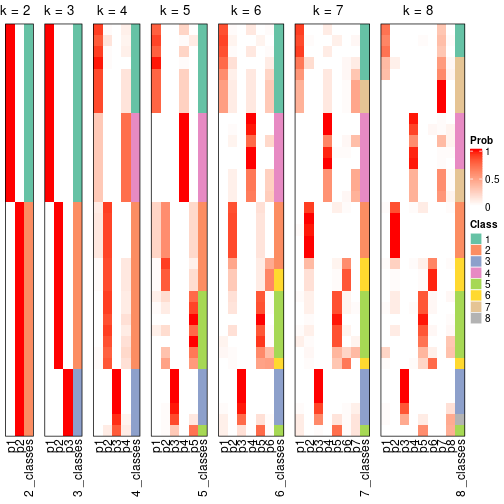 k = 2 k = 3 k = 4 k = 5 k = 6 k = 7 k = 8
Prob
1
0.5
0
Class
1
2
3
4
5
6
7
8
p1 p2 2_classes
p1 p2 p3 3_classes
p1 p2 p3 p4 4_classes
p1 p2 p3 p4 p5 5_classes
p1 p2 p3 p4 p5 p6 6_classes
p1 p2 p3 p4 p5 p6 p7 7_classes
p1 p2 p3 p4 p5 p6 p7 p8 8_classes